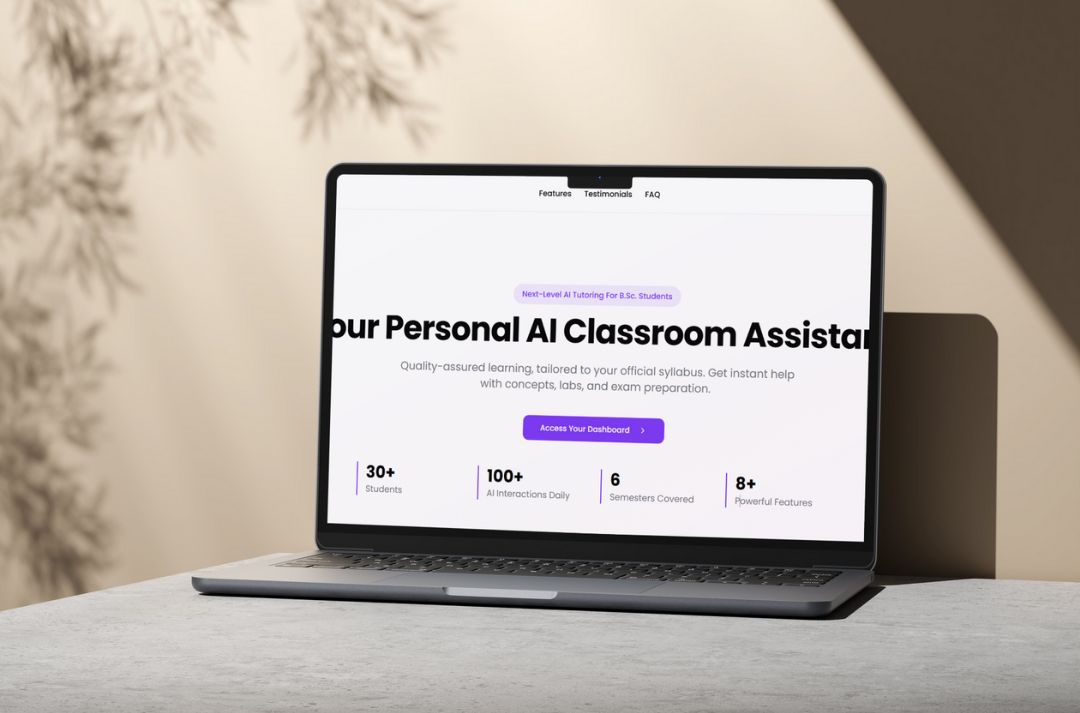 Features Testimonials FAQ
Next-Level AI Tutoring For B.Sc. Students
our Personal AI Classroom Assistan
Quality-assured learning, tailored to your official syllabus. Get instant help
with concepts, labs, and exam preparation.
Access Your Dashboard
30+ 100+ 6 8+
Students AI Interactions Daily Semesters Covered Powerful Features